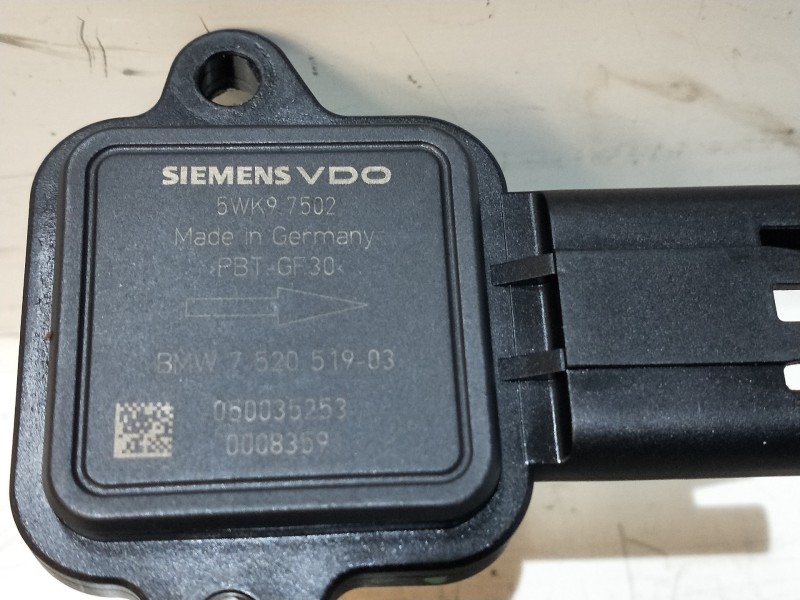 SIEMENS VDO
5WK9 7502
Made in Germany
>PBT-GF30<
BMW 7 520 519-03
050035253
0008359